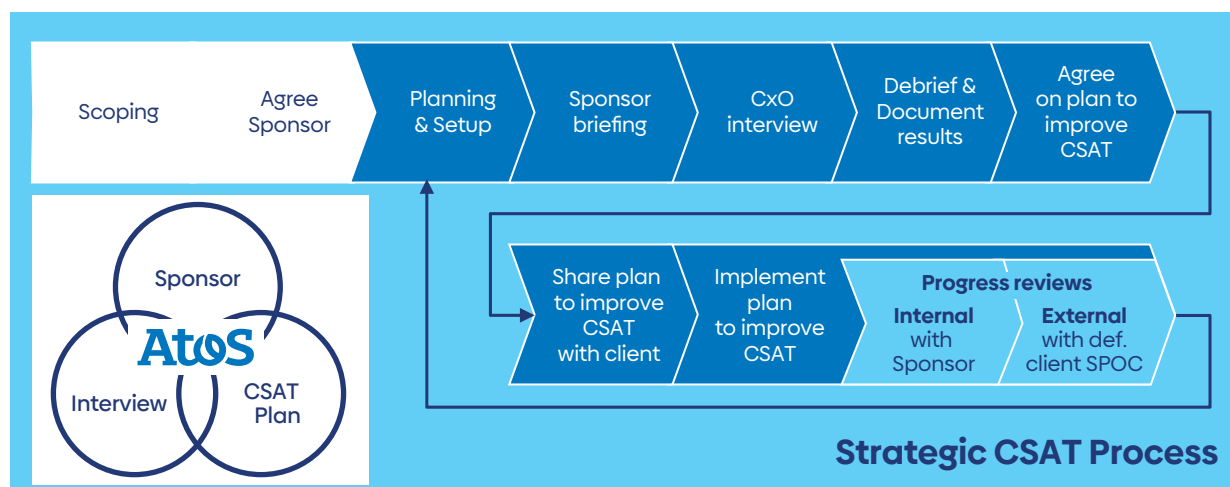 Scoping
Agree
Sponsor
Planning
& Setup
Sponsor
briefing
CxO
interview
Debrief &
Document
results
Agree
on plan to
improve
CSAT
Share plan
to improve
CSAT
with client
Implement
plan
to improve
CSAT
Progress reviews
Internal
with
Sponsor
External
with def.
client SPOC
Sponsor
Atos
Interview
CSAT
Plan
Strategic CSAT Process